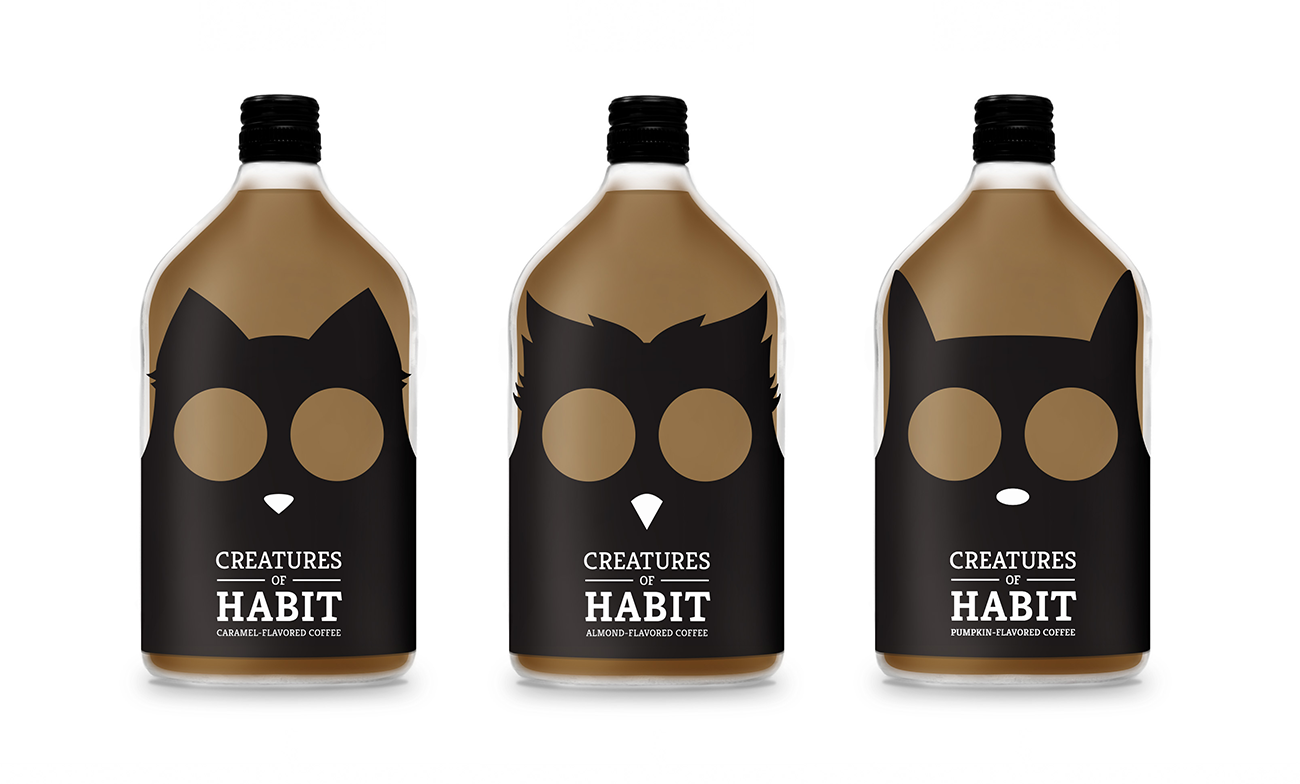 CREATURES
OF
HABIT
CARAMEL-FLAVORED COFFEE
CREATURES
OF
HABIT
ALMOND-FLAVORED COFFEE
CREATURES
OF
HABIT
PUMPKIN-FLAVORED COFFEE